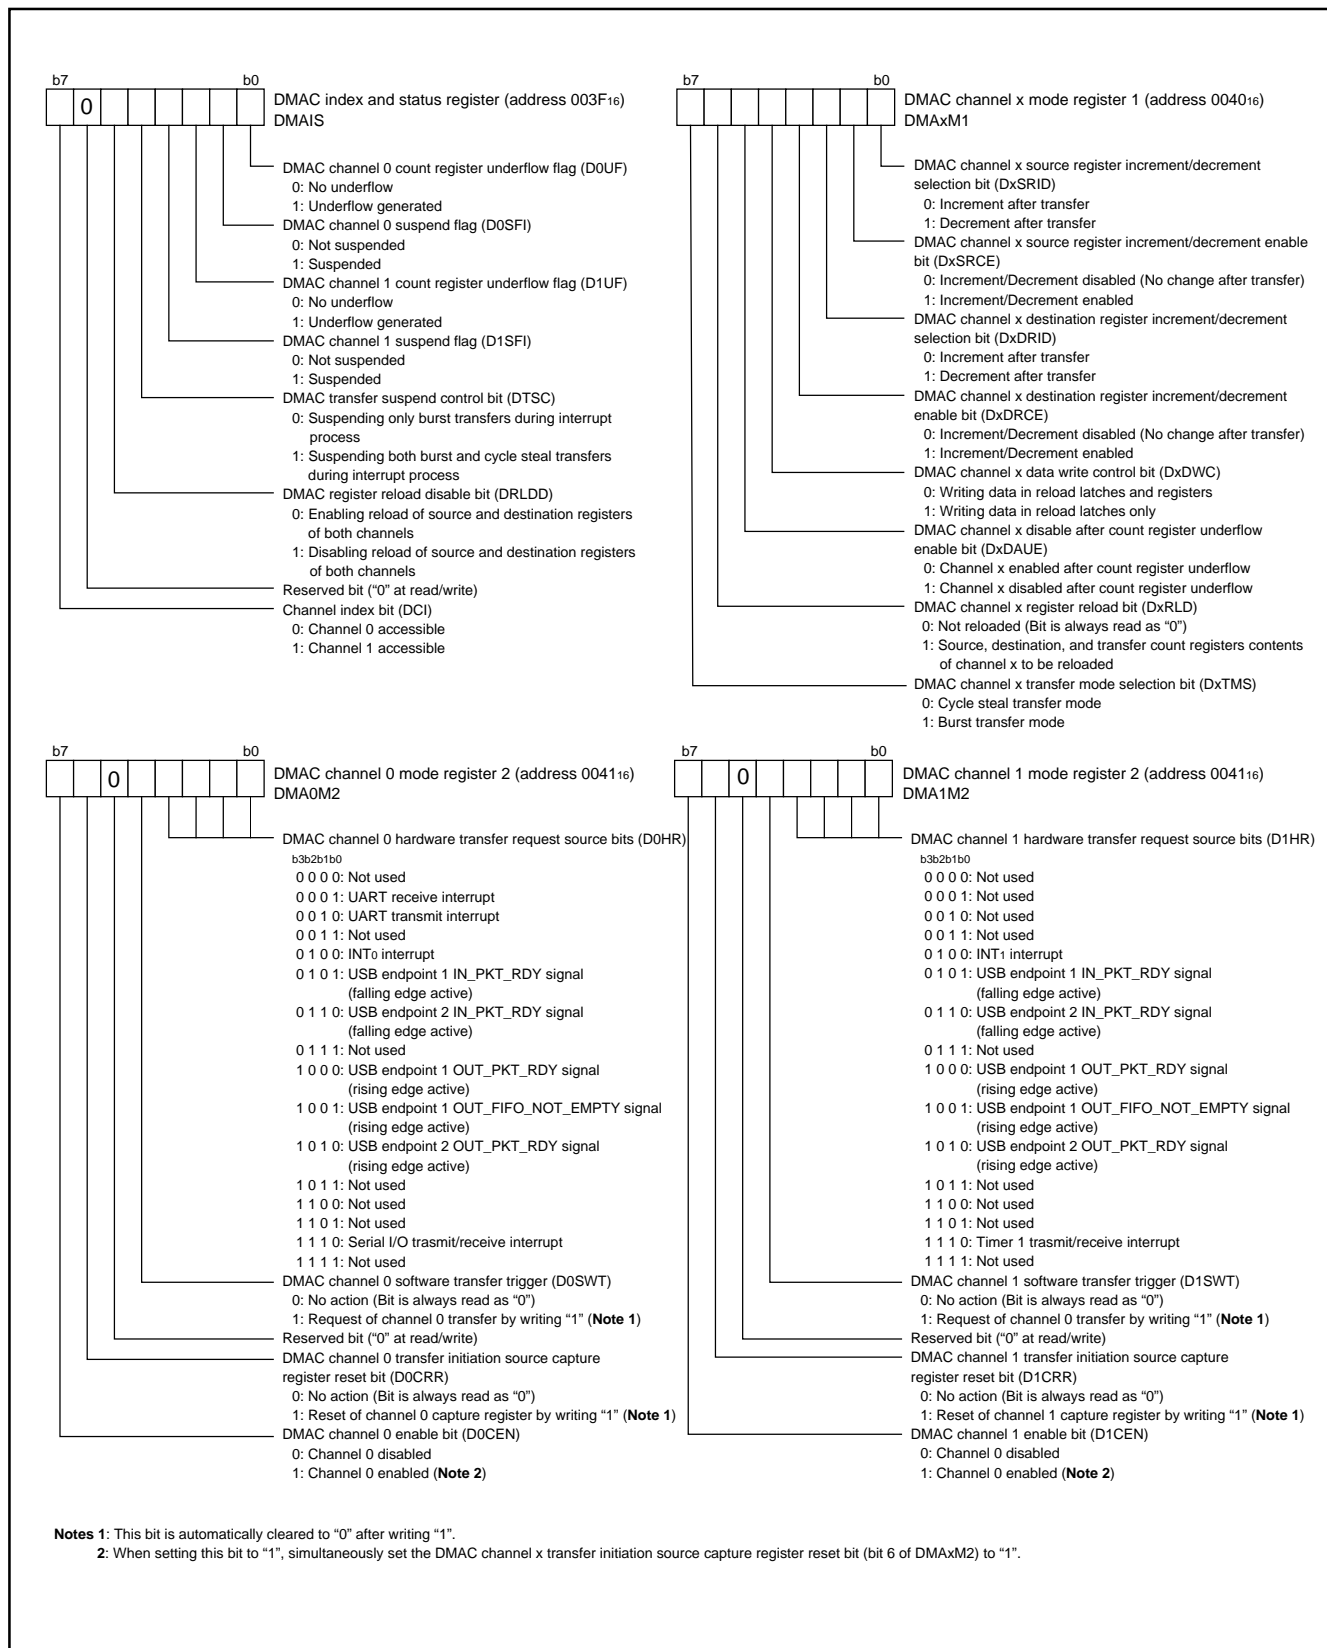 b7 b0
0
DMAC index and status register (address 003F16)
DMAIS
DMAC channel 0 count register underflow flag (D0UF)
0: No underflow
1: Underflow generated
DMAC channel 0 suspend flag (D0SFI)
0: Not suspended
1: Suspended
DMAC channel 1 count register underflow flag (D1UF)
0: No underflow
1: Underflow generated
DMAC channel 1 suspend flag (D1SFI)
0: Not suspended
1: Suspended
DMAC transfer suspend control bit (DTSC)
0: Suspending only burst transfers during interrupt
process
1: Suspending both burst and cycle steal transfers
during interrupt process
DMAC register reload disable bit (DRLDD)
0: Enabling reload of source and destination registers
of both channels
1: Disabling reload of source and destination registers
of both channels
Reserved bit (“0” at read/write)
Channel index bit (DCI)
0: Channel 0 accessible
1: Channel 1 accessible
b7 b0
DMAC channel x mode register 1 (address 004016)
DMAxM1
DMAC channel x source register increment/decrement
selection bit (DxSRID)
0: Increment after transfer
1: Decrement after transfer
DMAC channel x source register increment/decrement enable
bit (DxSRCE)
0: Increment/Decrement disabled (No change after transfer)
1: Increment/Decrement enabled
DMAC channel x destination register increment/decrement
selection bit (DxDRID)
0: Increment after transfer
1: Decrement after transfer
DMAC channel x destination register increment/decrement
enable bit (DxDRCE)
0: Increment/Decrement disabled (No change after transfer)
1: Increment/Decrement enabled
DMAC channel x data write control bit (DxDWC)
0: Writing data in reload latches and registers
1: Writing data in reload latches only
DMAC channel x disable after count register underflow
enable bit (DxDAUE)
0: Channel x enabled after count register underflow
1: Channel x disabled after count register underflow
DMAC channel x register reload bit (DxRLD)
0: Not reloaded (Bit is always read as “0”)
1: Source, destination, and transfer count registers contents
of channel x to be reloaded
DMAC channel x transfer mode selection bit (DxTMS)
0: Cycle steal transfer mode
1: Burst transfer mode
b7 b0
0
DMAC channel 0 mode register 2 (address 004116)
DMA0M2
DMAC channel 0 hardware transfer request source bits (D0HR)
b3b2b1b0
0 0 0 0: Not used
0 0 0 1: UART receive interrupt
0 0 1 0: UART transmit interrupt
0 0 1 1: Not used
0 1 0 0: INT0 interrupt
0 1 0 1: USB endpoint 1 IN_PKT_RDY signal
(falling edge active)
0 1 1 0: USB endpoint 2 IN_PKT_RDY signal
(falling edge active)
0 1 1 1: Not used
1 0 0 0: USB endpoint 1 OUT_PKT_RDY signal
(rising edge active)
1 0 0 1: USB endpoint 1 OUT_FIFO_NOT_EMPTY signal
(rising edge active)
1 0 1 0: USB endpoint 2 OUT_PKT_RDY signal
(rising edge active)
1 0 1 1: Not used
1 1 0 0: Not used
1 1 0 1: Not used
1 1 1 0: Serial I/O trasmit/receive interrupt
1 1 1 1: Not used
DMAC channel 0 software transfer trigger (D0SWT)
0: No action (Bit is always read as “0”)
1: Request of channel 0 transfer by writing “1” (Note 1)
Reserved bit (“0” at read/write)
DMAC channel 0 transfer initiation source capture
register reset bit (D0CRR)
0: No action (Bit is always read as “0”)
1: Reset of channel 0 capture register by writing “1” (Note 1)
DMAC channel 0 enable bit (D0CEN)
0: Channel 0 disabled
1: Channel 0 enabled (Note 2)
b7 b0
0
DMAC channel 1 mode register 2 (address 004116)
DMA1M2
DMAC channel 1 hardware transfer request source bits (D1HR)
b3b2b1b0
0 0 0 0: Not used
0 0 0 1: Not used
0 0 1 0: Not used
0 0 1 1: Not used
0 1 0 0: INT1 interrupt
0 1 0 1: USB endpoint 1 IN_PKT_RDY signal
(falling edge active)
0 1 1 0: USB endpoint 2 IN_PKT_RDY signal
(falling edge active)
0 1 1 1: Not used
1 0 0 0: USB endpoint 1 OUT_PKT_RDY signal
(rising edge active)
1 0 0 1: USB endpoint 1 OUT_FIFO_NOT_EMPTY signal
(rising edge active)
1 0 1 0: USB endpoint 2 OUT_PKT_RDY signal
(rising edge active)
1 0 1 1: Not used
1 1 0 0: Not used
1 1 0 1: Not used
1 1 1 0: Timer 1 trasmit/receive interrupt
1 1 1 1: Not used
DMAC channel 1 software transfer trigger (D1SWT)
0: No action (Bit is always read as “0”)
1: Request of channel 0 transfer by writing “1” (Note 1)
Reserved bit (“0” at read/write)
DMAC channel 1 transfer initiation source capture
register reset bit (D1CRR)
0: No action (Bit is always read as “0”)
1: Reset of channel 1 capture register by writing “1” (Note 1)
DMAC channel 1 enable bit (D1CEN)
0: Channel 0 disabled
1: Channel 0 enabled (Note 2)
Notes 1: This bit is automatically cleared to “0” after writing “1”.
2: When setting this bit to “1”, simultaneously set the DMAC channel x transfer initiation source capture register reset bit (bit 6 of DMAxM2) to “1”.